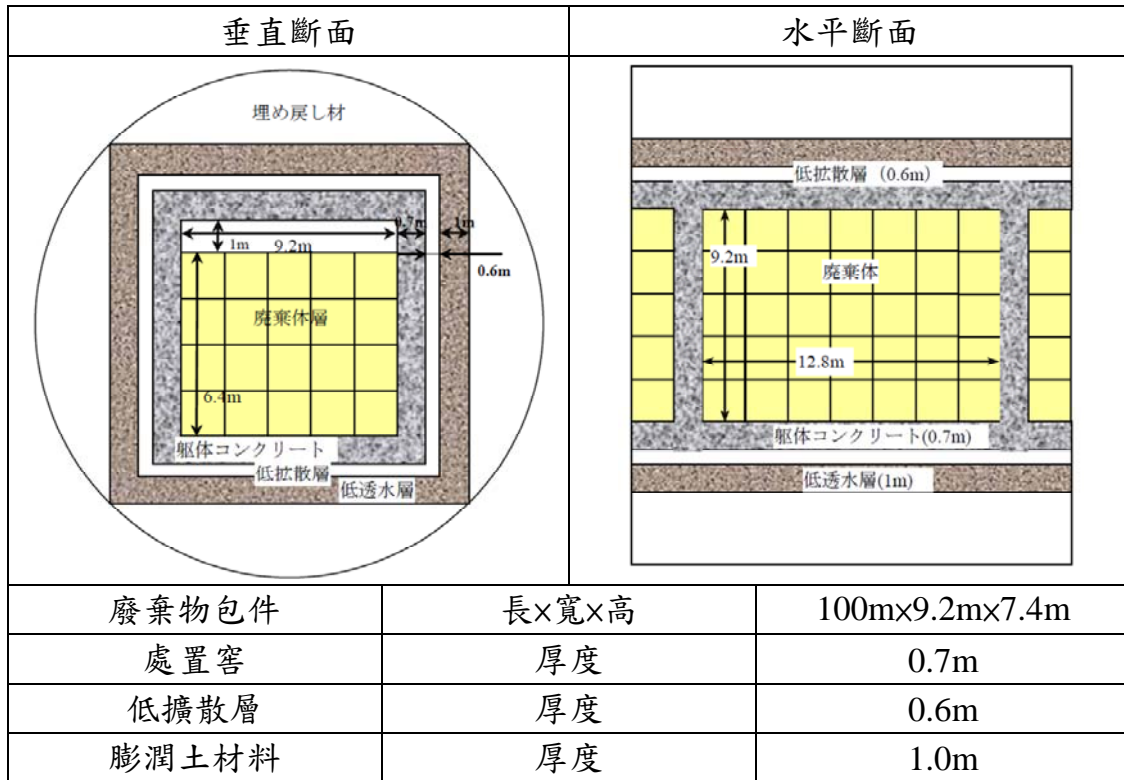 垂直斷面
水平斷面
埋め戻し材
0.7m
1m
1m
9.2m
0.6m
廃棄体層
6.4m
躯体コンクリート
低拡散層
低透水層
低拡散層（0.6m）
9.2m
廃棄体
12.8m
躯体コンクリート(0.7m)
低透水層(1m)
廢棄物包件 長×寬×高 100m×9.2m×7.4m
處置窖 厚度 0.7m
低擴散層 厚度 0.6m
膨潤土材料 厚度 1.0m